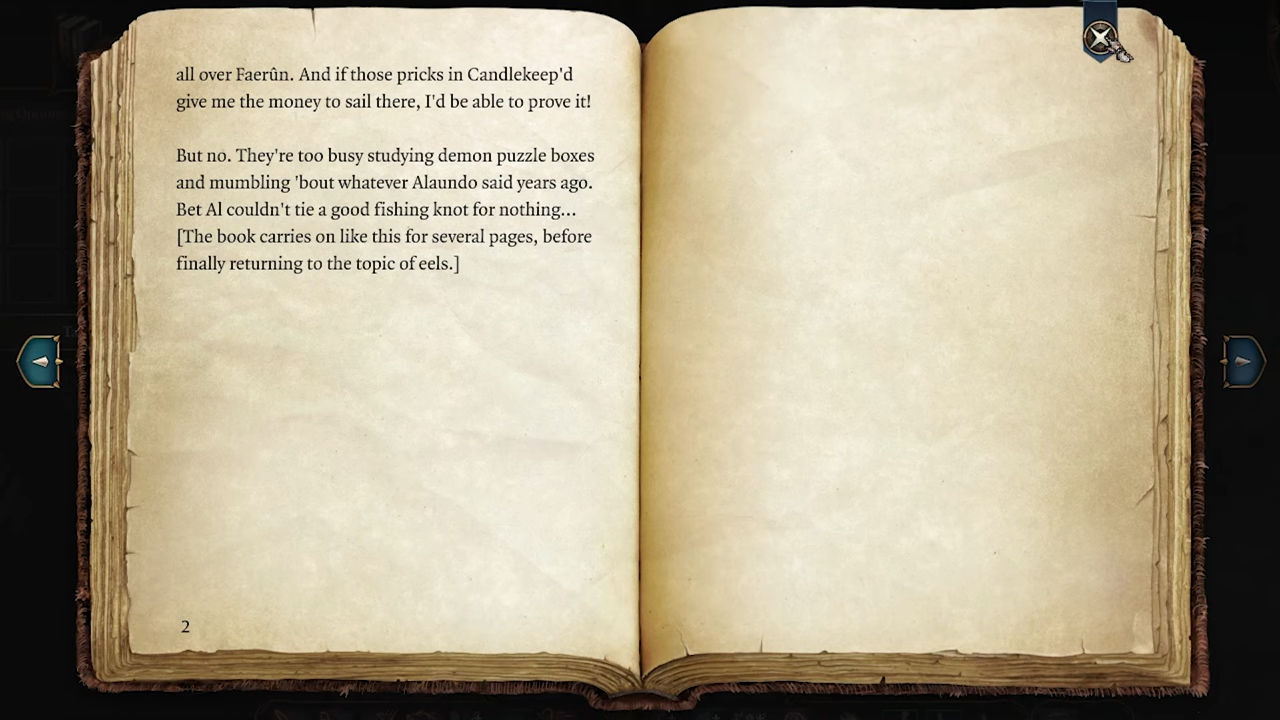 all over Faerûn. And if those pricks in Candlekeep'd
give me the money to sail there, I'd be able to prove it!
But no. They're too busy studying demon puzzle boxes
and mumbling 'bout whatever Alaundo said years ago.
Bet Al couldn't tie a good fishing knot for nothing...
[The book carries on like this for several pages, before
finally returning to the topic of eels.]
2